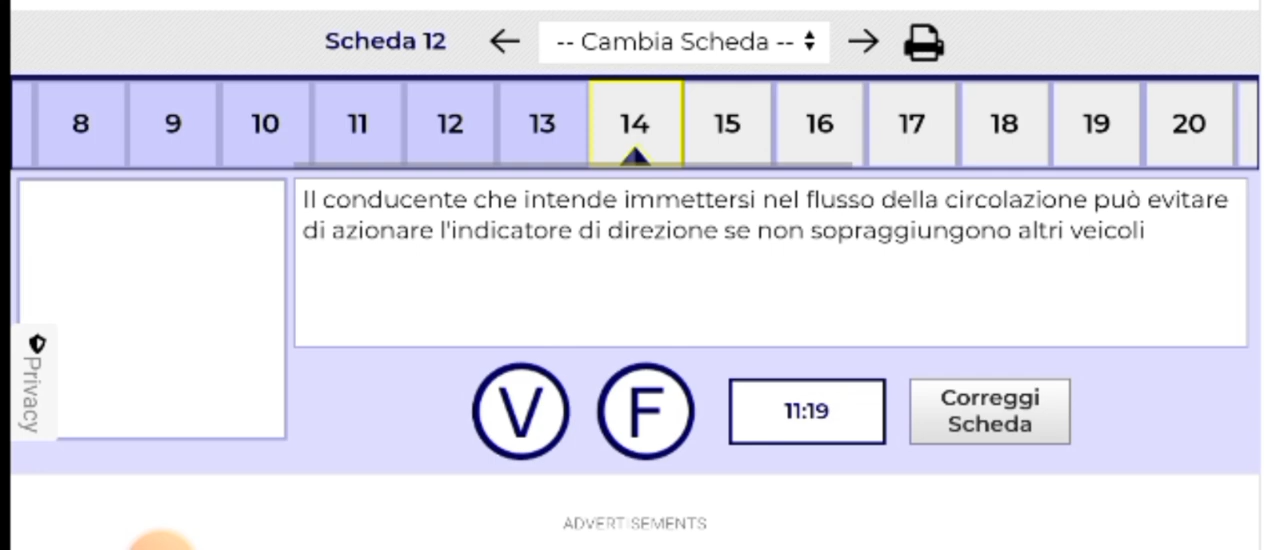 Scheda 12 ← -- Cambia Scheda -- →
8 9 10 11 12 13 14 15 16 17 18 19 20
Il conducente che intende immettersi nel flusso della circolazione può evitare
di azionare l'indicatore di direzione se non sopraggiungono altri veicoli
Privacy
V F 11:19 Correggi
Scheda
ADVERTISEMENTS